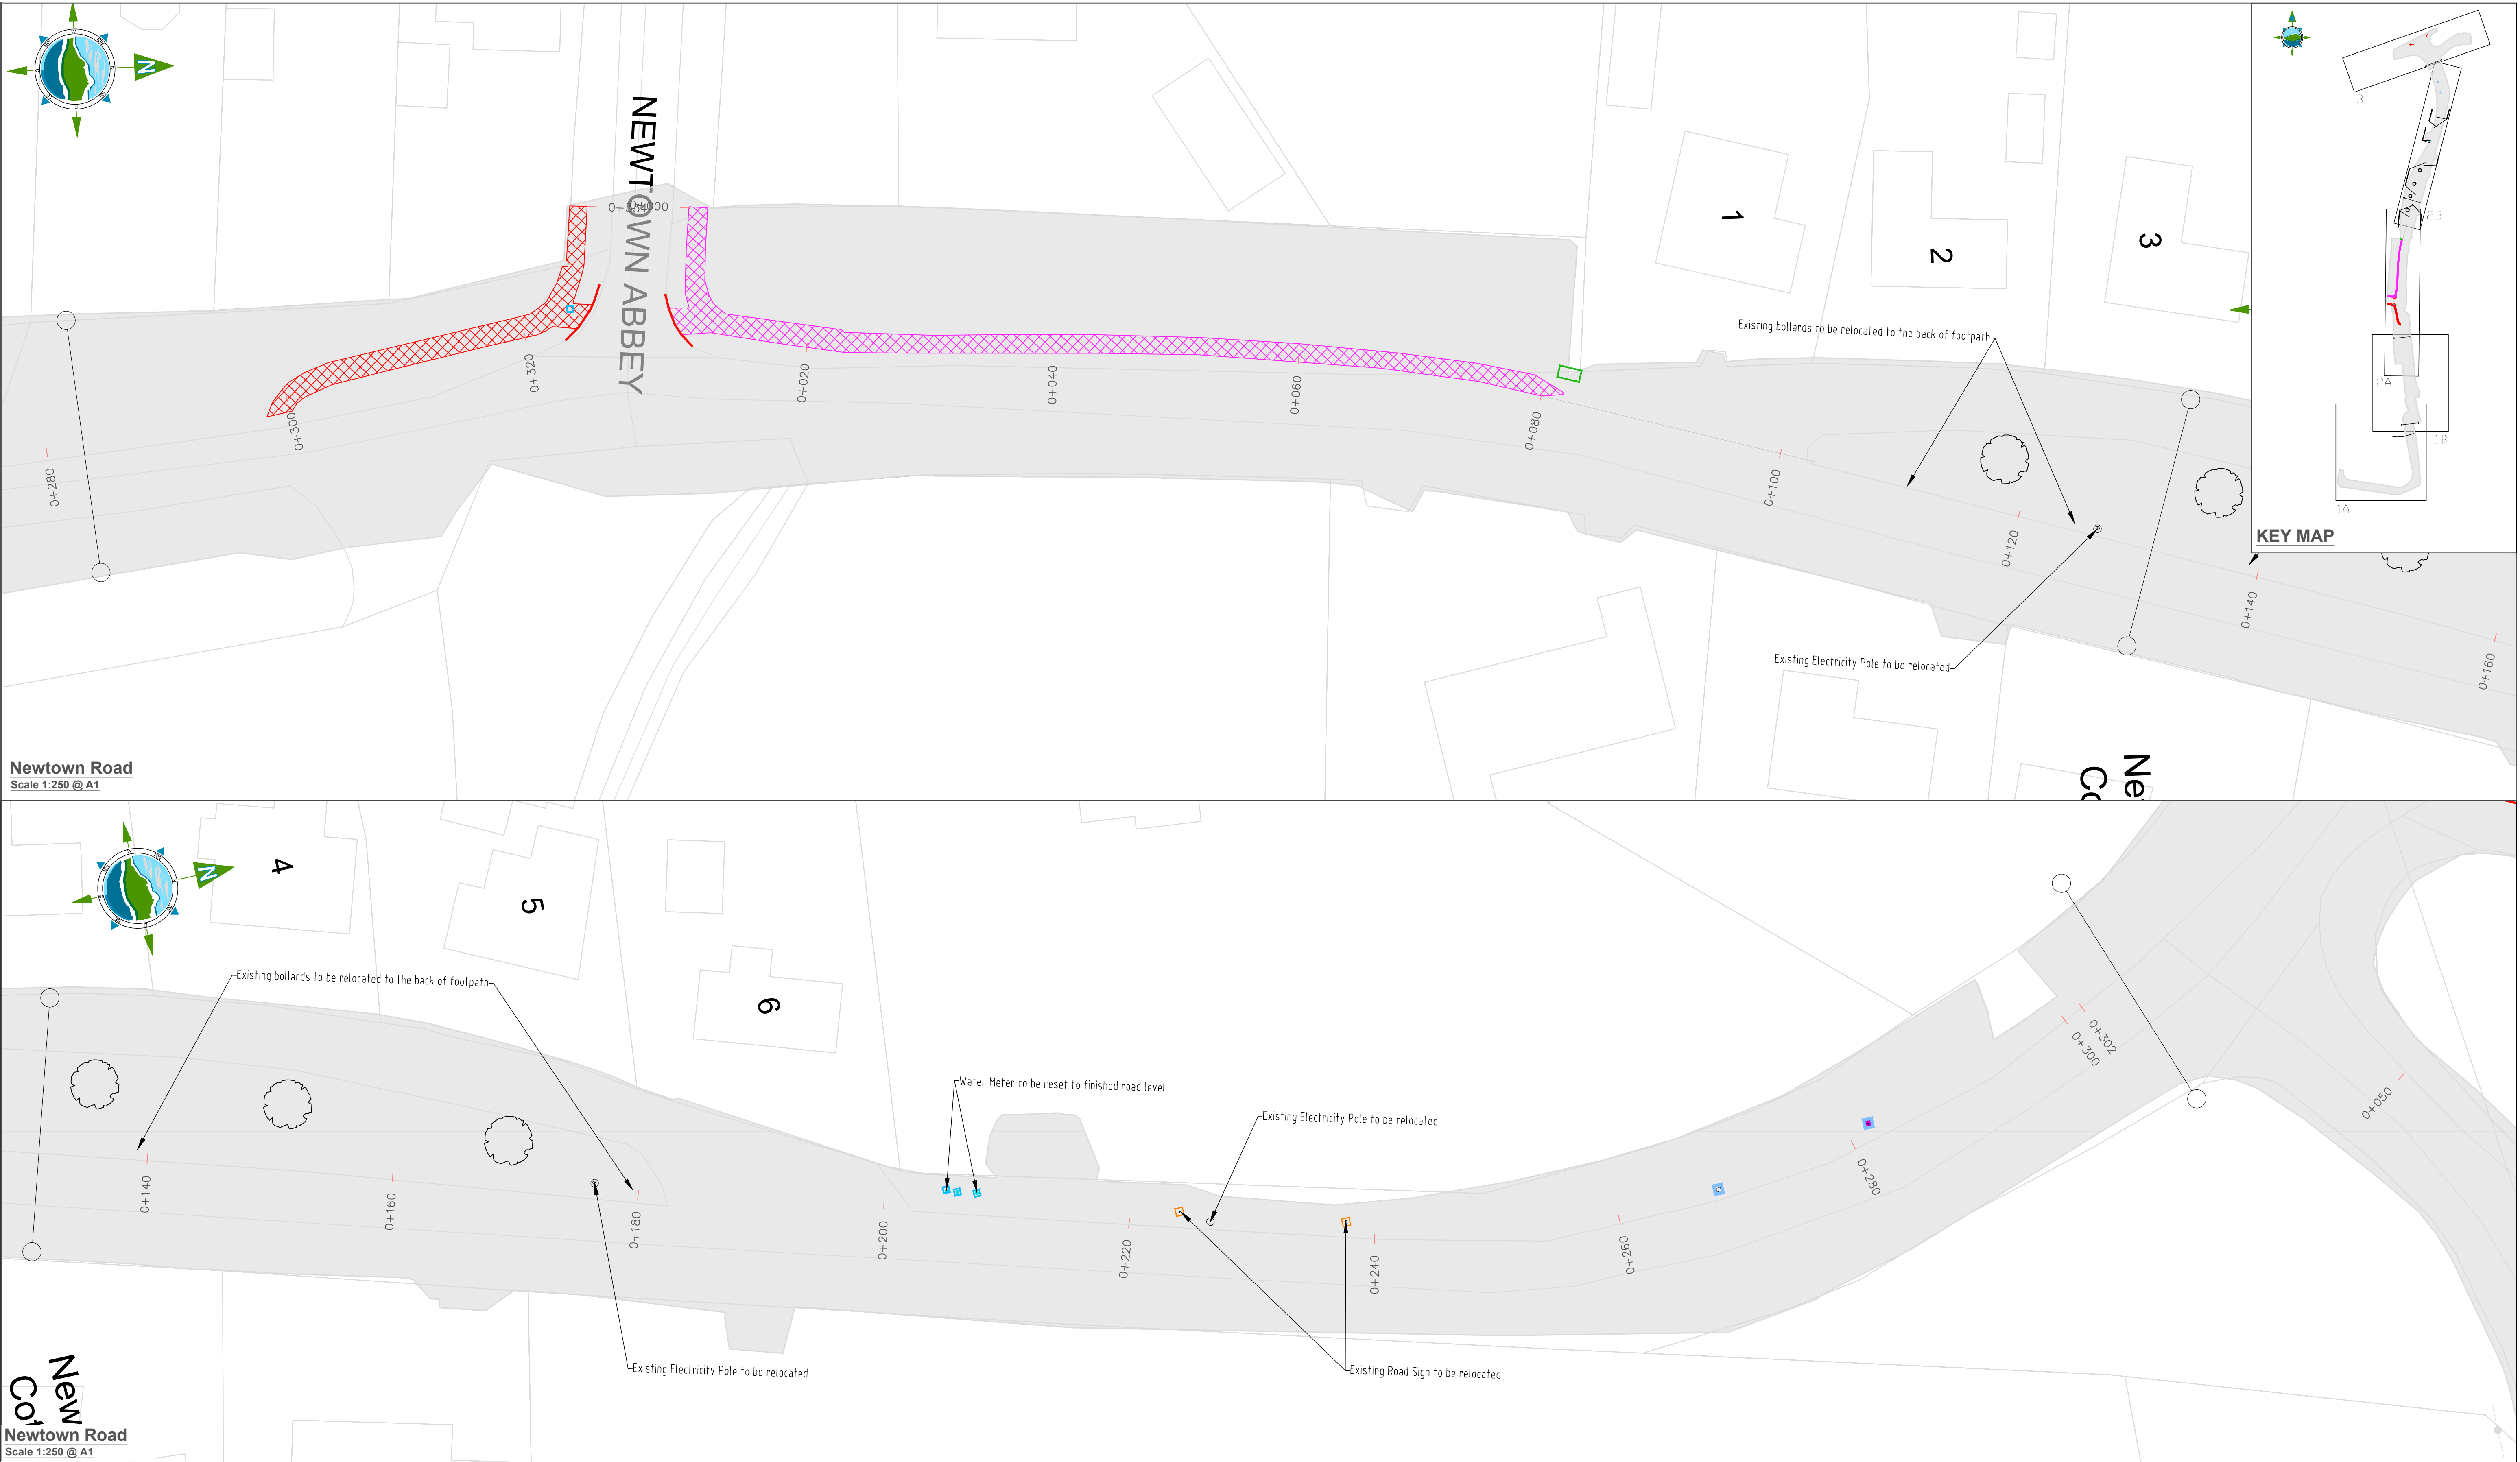 N
NEWTOWN ABBEY
0+000
0+280
0+300
0+320
0+020
0+040
0+060
0+080
0+100
0+120
0+140
0+160
1
2
3
Existing bollards to be relocated to the back of footpath
Existing Electricity Pole to be relocated
3
2B
2A
1B
1A
KEY MAP
Newtown Road
Scale 1:250 @ A1
N
4
5
6
Existing bollards to be relocated to the back of footpath
Water Meter to be reset to finished road level
Existing Electricity Pole to be relocated
0+140
0+160
0+180
0+200
0+220
0+240
0+260
0+280
0+300
0+302
0+050
Existing Electricity Pole to be relocated
Existing Road Sign to be relocated
New
Newtown Road
Scale 1:250 @ A1